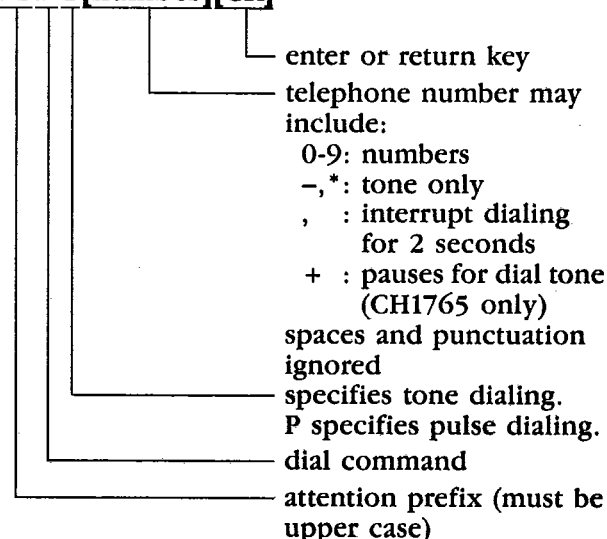 enter or return key
telephone number may
include:
0-9: numbers
–,*: tone only
, : interrupt dialing
for 2 seconds
+ : pauses for dial tone
(CH1765 only)
spaces and punctuation
ignored
specifies tone dialing.
P specifies pulse dialing.
dial command
attention prefix (must be
upper case)